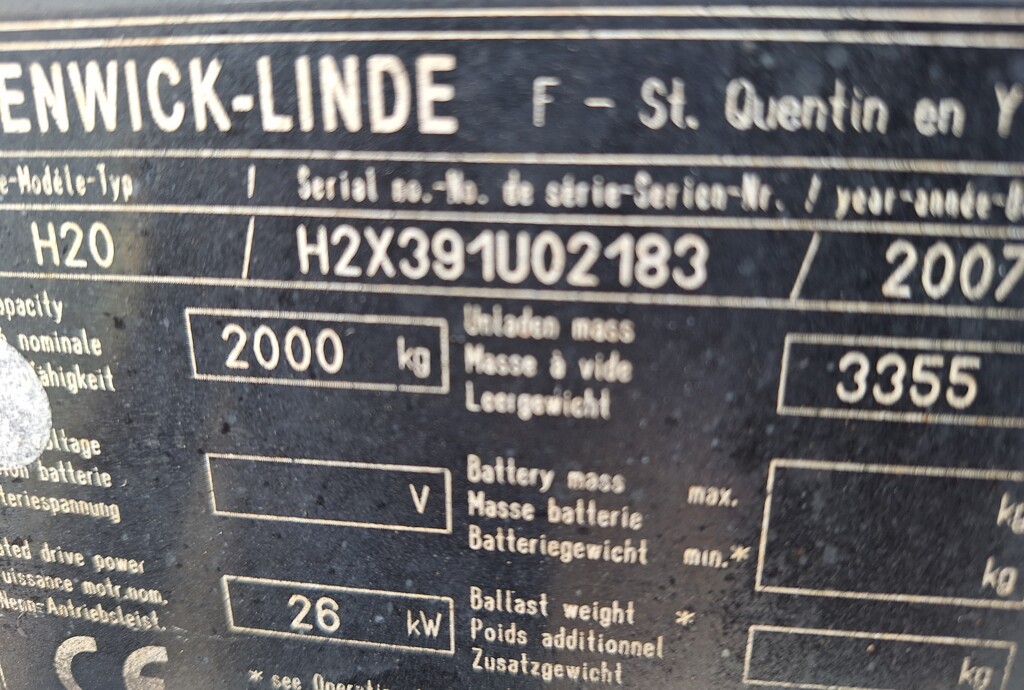 ENWICK-LINDE F - St. Quentin en Y
e-Modèle-Typ / Serial no.-No. de série-Serien-Nr. / year-année-B
H20 / H2X391U02183 / 2007
apacity
é nominale 2000 kg
ähigkeit
Unladen mass
Masse à vide 3355
Leergewicht
oltage
batterie V
teriespannung
Battery mass max. kg
Masse batterie
Batteriegewicht min.* kg
ated drive power
uissance motr.nom. 26 kW
Nenn-Antriebsleist.
Ballast weight *
Poids additionnel kg
Zusatzgewicht
CE
* see Operati